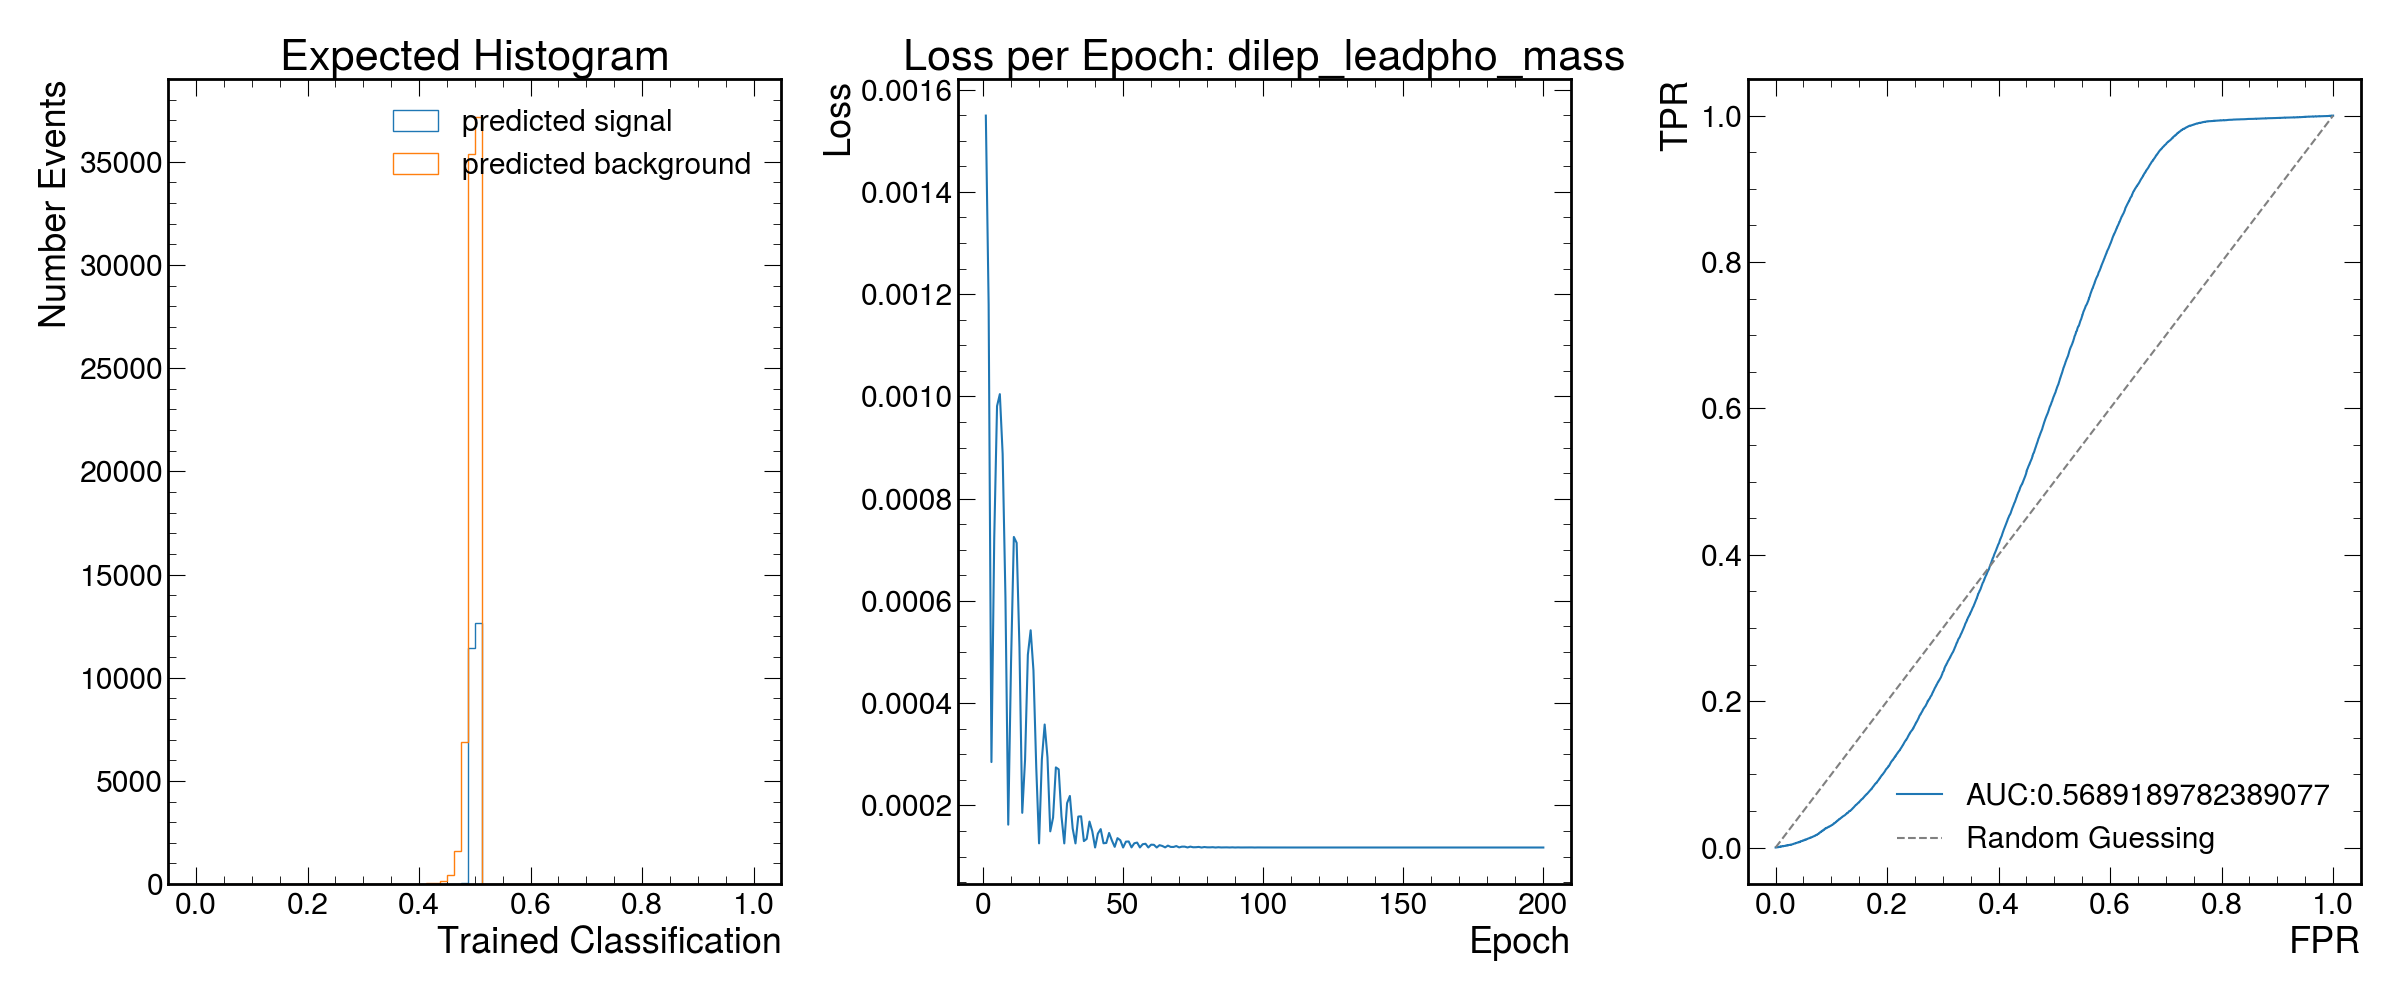 Expected Histogram
Number Events
predicted signal
predicted background
35000
30000
25000
20000
15000
10000
5000
0
0.0 0.2 0.4 0.6 0.8 1.0
Trained Classification
Loss per Epoch: dilep_leadpho_mass
Loss
0.0016
0.0014
0.0012
0.0010
0.0008
0.0006
0.0004
0.0002
0 50 100 150 200
Epoch
TPR
1.0
0.8
0.6
0.4
0.2
0.0
AUC:0.5689189782389077
Random Guessing
0.0 0.2 0.4 0.6 0.8 1.0
FPR